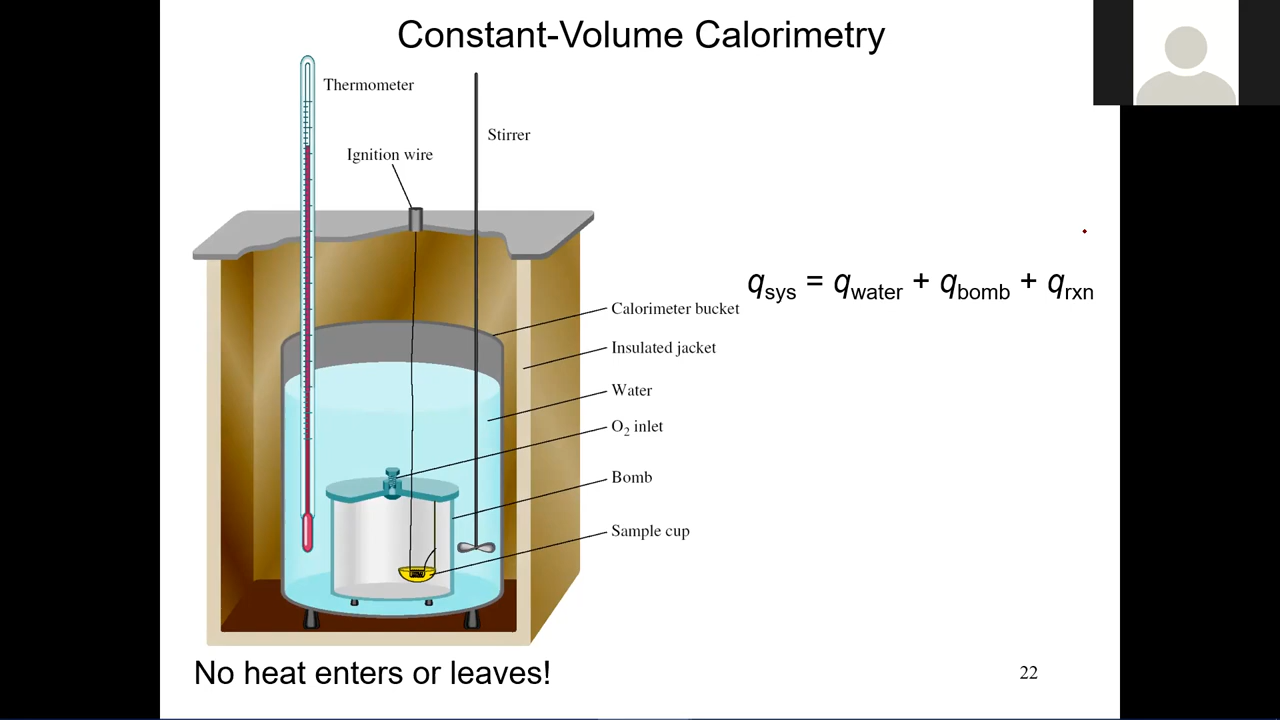 Constant-Volume Calorimetry
Thermometer
Stirrer
Ignition wire
qsys = qwater + qbomb + qrxn
Calorimeter bucket
Insulated jacket
Water
O2 inlet
Bomb
Sample cup
No heat enters or leaves!
22